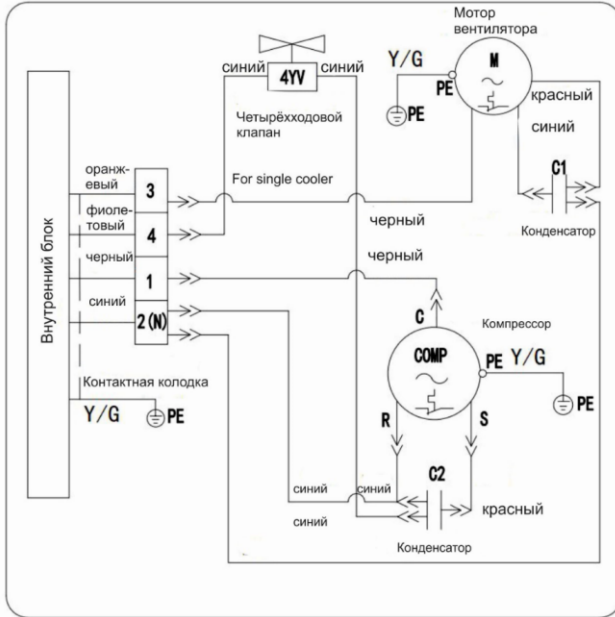 Мотор
вентилятора
Y/G
M
PE
PE
красный
синий
C1
Конденсатор
синий
4YV
синий
Четырёхходовой
клапан
For single cooler
Внутренний блок
оранж-
евый
3
фиоле-
товый
4
черный
1
синий
2(N)
Контактная колодка
Y/G
PE
черный
черный
C
Компрессор
COMP
PE
Y/G
PE
R
S
C2
синий
синий
синий
красный
Конденсатор